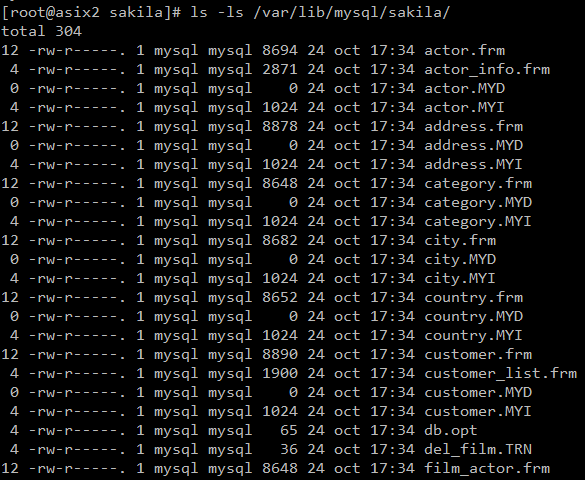 [root@asix2 sakila]# ls -ls /var/lib/mysql/sakila/
total 304
12 -rw-r-----. 1 mysql mysql 8694 24 oct 17:34 actor.frm
 4 -rw-r-----. 1 mysql mysql 2871 24 oct 17:34 actor_info.frm
 0 -rw-r-----. 1 mysql mysql    0 24 oct 17:34 actor.MYD
 4 -rw-r-----. 1 mysql mysql 1024 24 oct 17:34 actor.MYI
12 -rw-r-----. 1 mysql mysql 8878 24 oct 17:34 address.frm
 0 -rw-r-----. 1 mysql mysql    0 24 oct 17:34 address.MYD
 4 -rw-r-----. 1 mysql mysql 1024 24 oct 17:34 address.MYI
12 -rw-r-----. 1 mysql mysql 8648 24 oct 17:34 category.frm
 0 -rw-r-----. 1 mysql mysql    0 24 oct 17:34 category.MYD
 4 -rw-r-----. 1 mysql mysql 1024 24 oct 17:34 category.MYI
12 -rw-r-----. 1 mysql mysql 8682 24 oct 17:34 city.frm
 0 -rw-r-----. 1 mysql mysql    0 24 oct 17:34 city.MYD
 4 -rw-r-----. 1 mysql mysql 1024 24 oct 17:34 city.MYI
12 -rw-r-----. 1 mysql mysql 8652 24 oct 17:34 country.frm
 0 -rw-r-----. 1 mysql mysql    0 24 oct 17:34 country.MYD
 4 -rw-r-----. 1 mysql mysql 1024 24 oct 17:34 country.MYI
12 -rw-r-----. 1 mysql mysql 8890 24 oct 17:34 customer.frm
 4 -rw-r-----. 1 mysql mysql 1900 24 oct 17:34 customer_list.frm
 0 -rw-r-----. 1 mysql mysql    0 24 oct 17:34 customer.MYD
 4 -rw-r-----. 1 mysql mysql 1024 24 oct 17:34 customer.MYI
 4 -rw-r-----. 1 mysql mysql   65 24 oct 17:34 db.opt
 4 -rw-r-----. 1 mysql mysql   36 24 oct 17:34 del_film.TRN
12 -rw-r-----. 1 mysql mysql 8648 24 oct 17:34 film_actor.frm